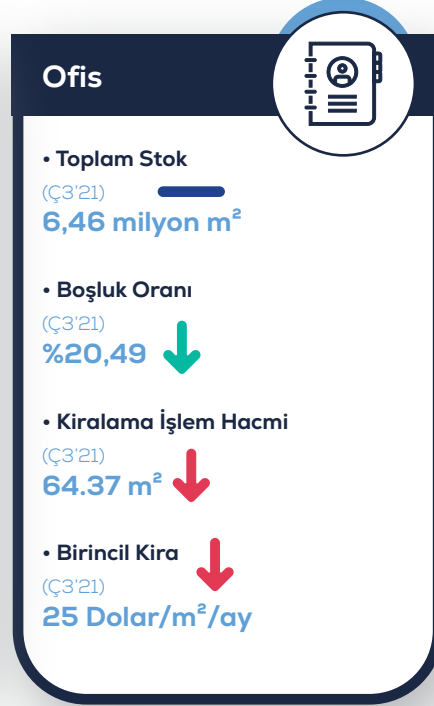 Ofis
• Toplam Stok
(Ç3'21)
6,46 milyon m²
• Boşluk Oranı
(Ç3'21)
%20,49
• Kiralama İşlem Hacmi
(Ç3'21)
64.37 m²
• Birincil Kira
(Ç3'21)
25 Dolar/m²/ay